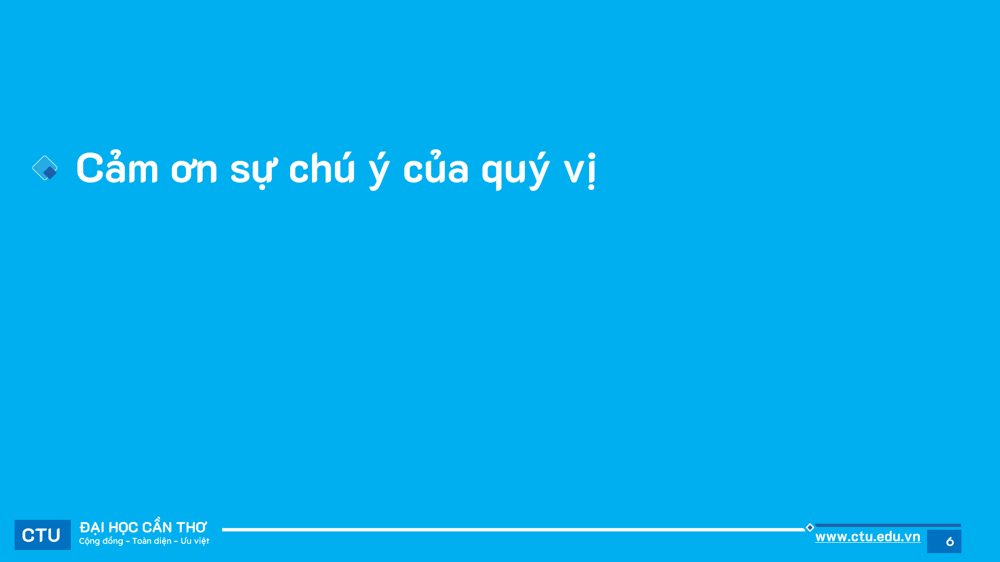 Cảm ơn sự chú ý của quý vị
CTU
ĐẠI HỌC CẦN THƠ
Cộng đồng – Toàn diện – Ưu việt
www.ctu.edu.vn
6